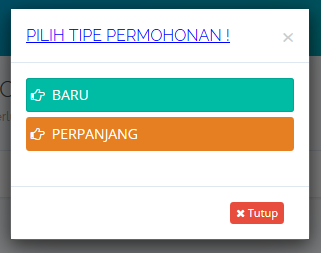 PILIH TIPE PERMOHONAN !
×
BARU
PERPANJANG
Tutup